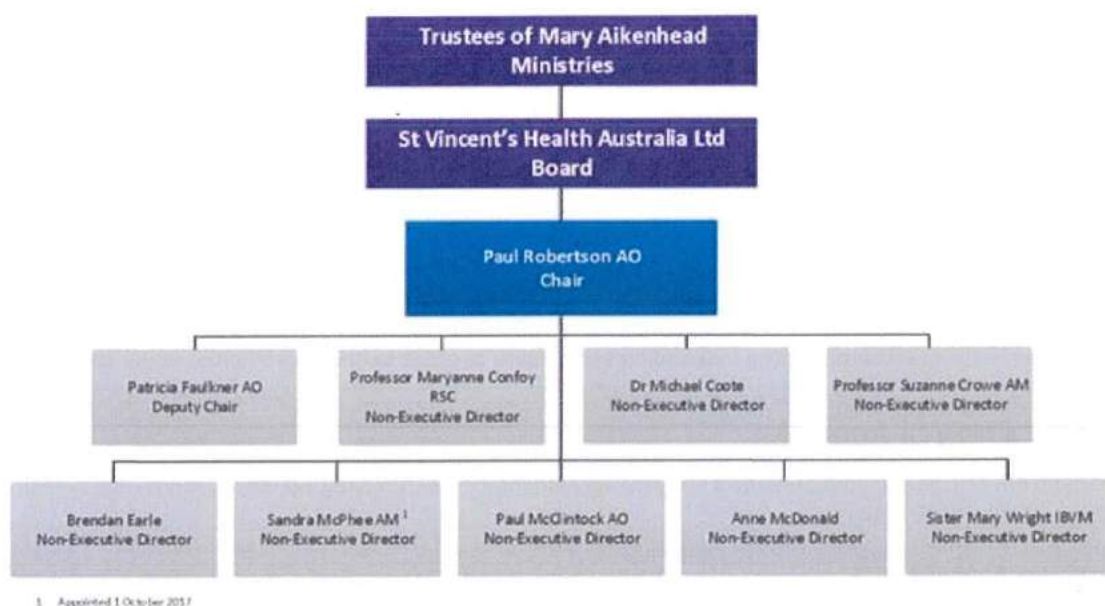 Trustees of Mary Aikenhead
Ministries
St Vincent's Health Australia Ltd
Board
Paul Robertson AO
Chair
Patricia Faulkner AO
Deputy Chair
Professor Maryanne Confoy
RSC
Non-Executive Director
Dr Michael Coote
Non-Executive Director
Professor Suzanne Crowe AM
Non-Executive Director
Brendan Earle
Non-Executive Director
Sandra McPhee AM 1
Non-Executive Director
Paul McClintock AO
Non-Executive Director
Anne McDonald
Non-Executive Director
Sister Mary Wright IBVM
Non-Executive Director
1 Appointed 1 October 2017